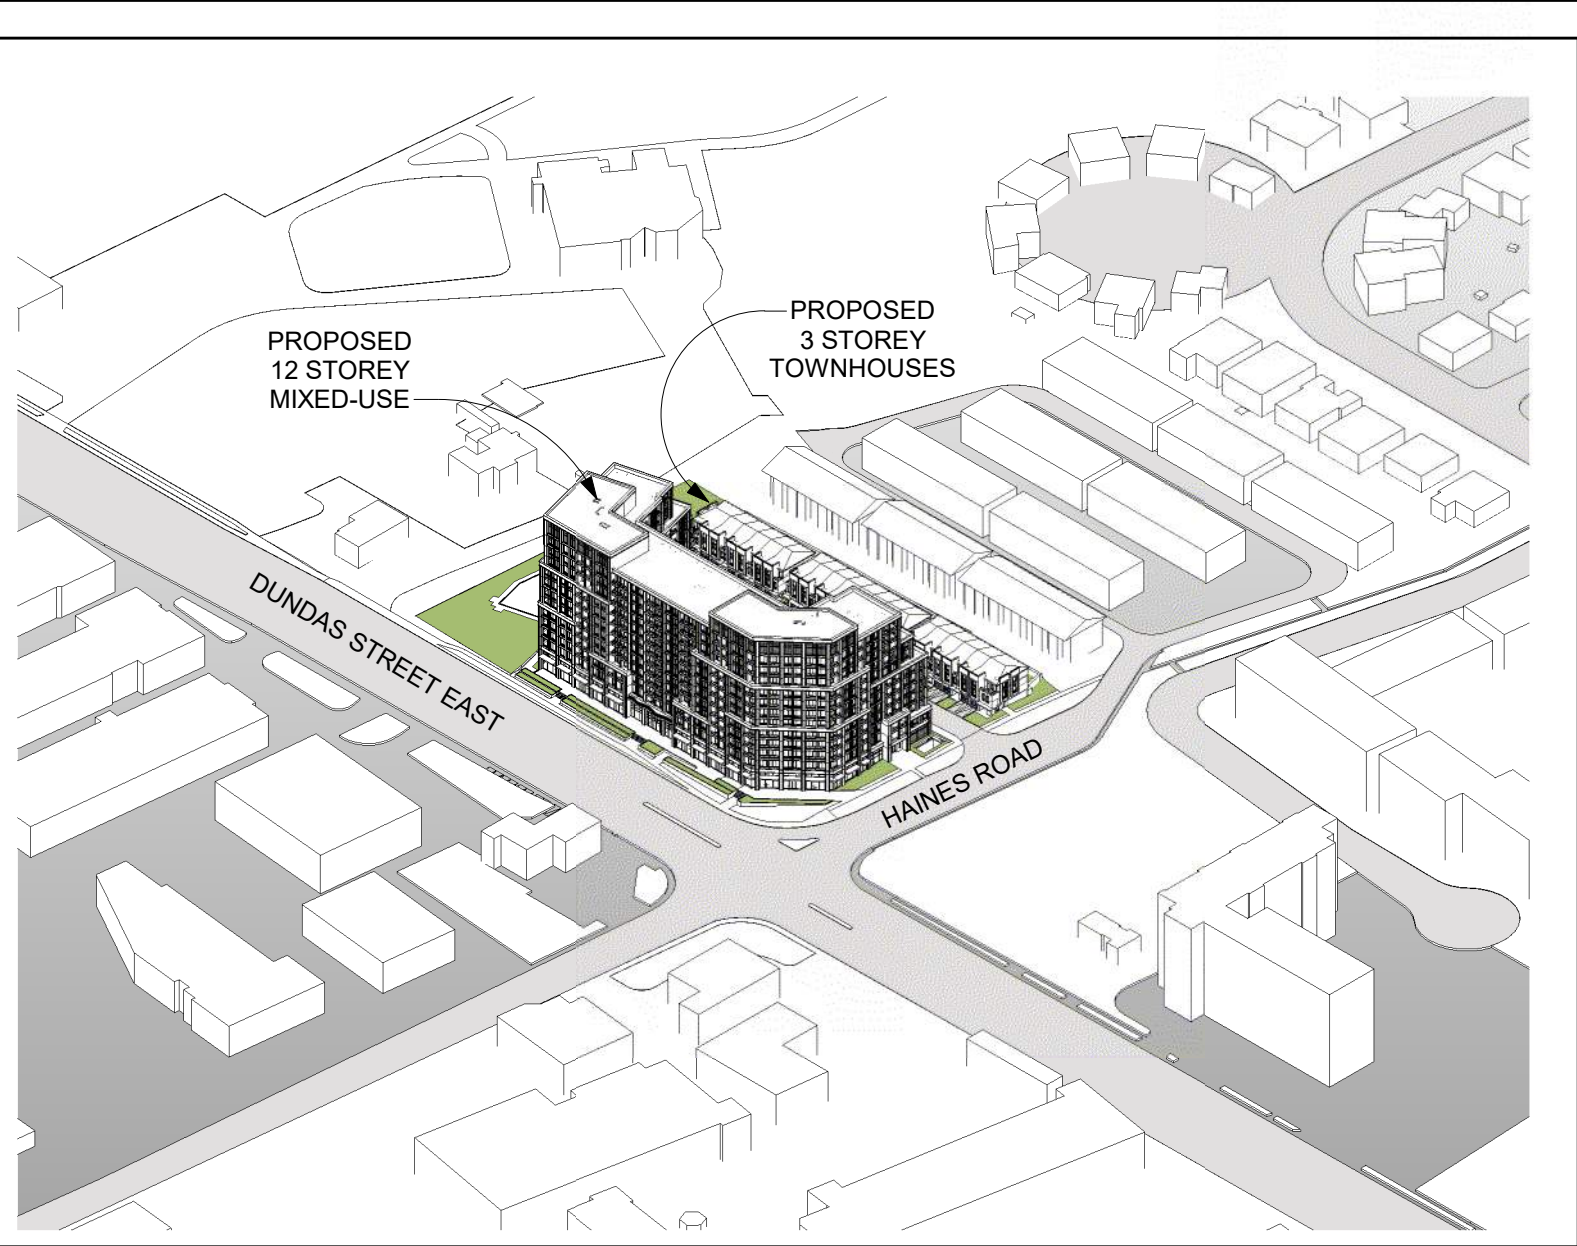 PROPOSED
12 STOREY
MIXED-USE
PROPOSED
3 STOREY
TOWNHOUSES
DUNDAS STREET EAST
HAINES ROAD